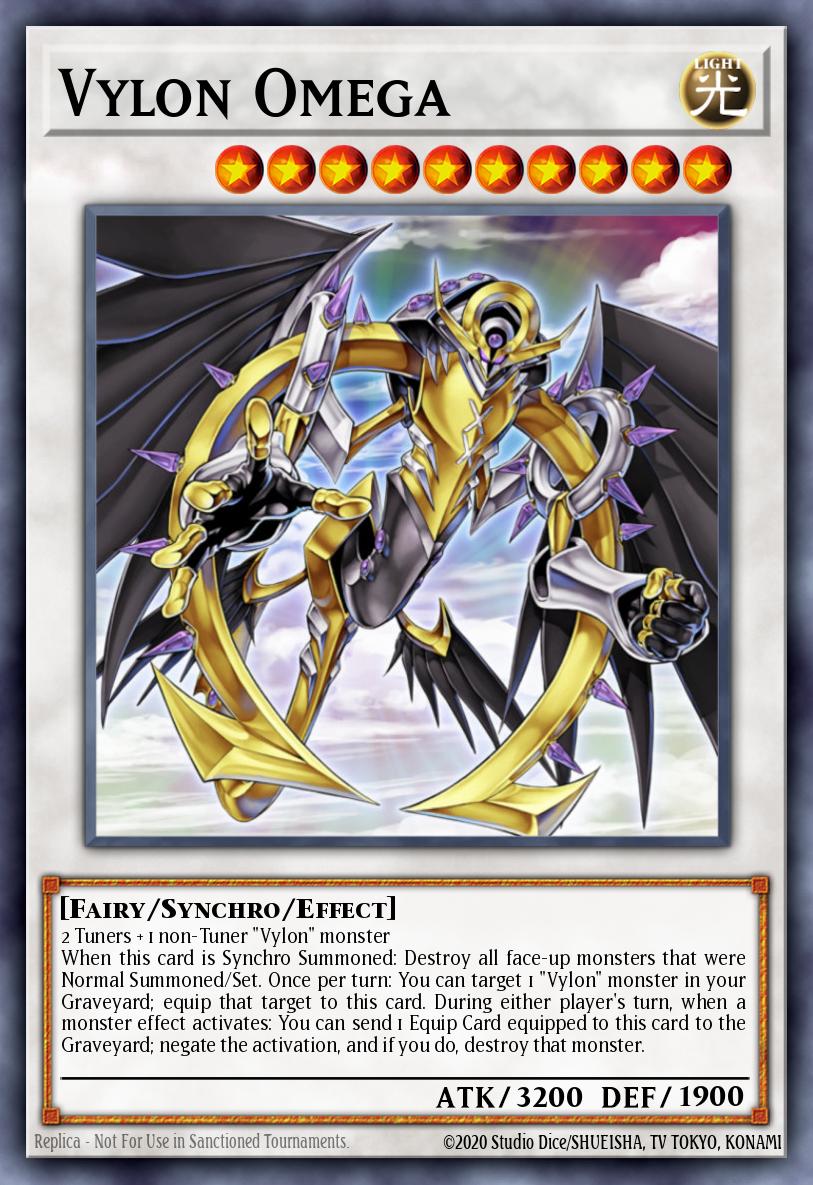 Vylon Omega
LIGHT
光
[Fairy/Synchro/Effect]
2 Tuners + 1 non-Tuner "Vylon" monster
When this card is Synchro Summoned: Destroy all face-up monsters that were
Normal Summoned/Set. Once per turn: You can target 1 "Vylon" monster in your
Graveyard; equip that target to this card. During either player's turn, when a
monster effect activates: You can send 1 Equip Card equipped to this card to the
Graveyard; negate the activation, and if you do, destroy that monster.
ATK/3200 DEF/1900
Replica - Not For Use in Sanctioned Tournaments.
©2020 Studio Dice/SHUEISHA, TV TOKYO, KONAMI